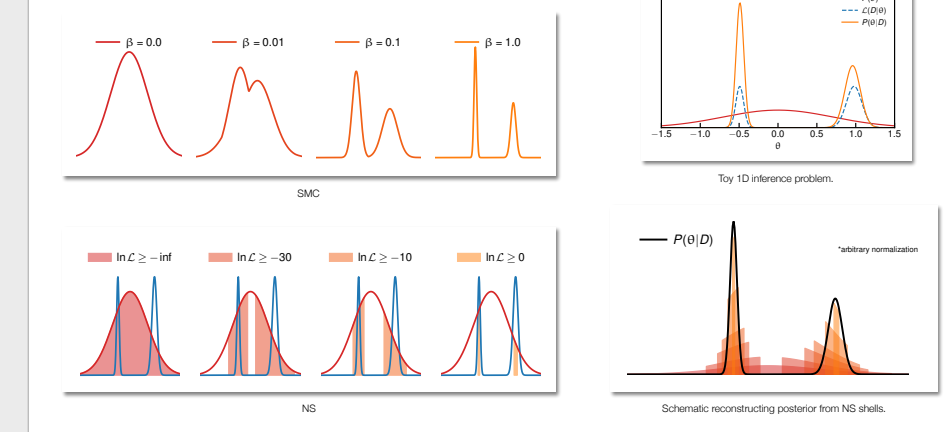 β = 0.0
β = 0.01
β = 0.1
β = 1.0
SMC
ℒ(D|θ)
P(θ|D)
−1.5 −1.0 −0.5 0.0 0.5 1.0 1.5
θ
Toy 1D inference problem.
ln ℒ ≥ − inf
ln ℒ ≥ −30
ln ℒ ≥ −10
ln ℒ ≥ 0
NS
P(θ|D)
*arbitrary normalization
Schematic reconstructing posterior from NS shells.